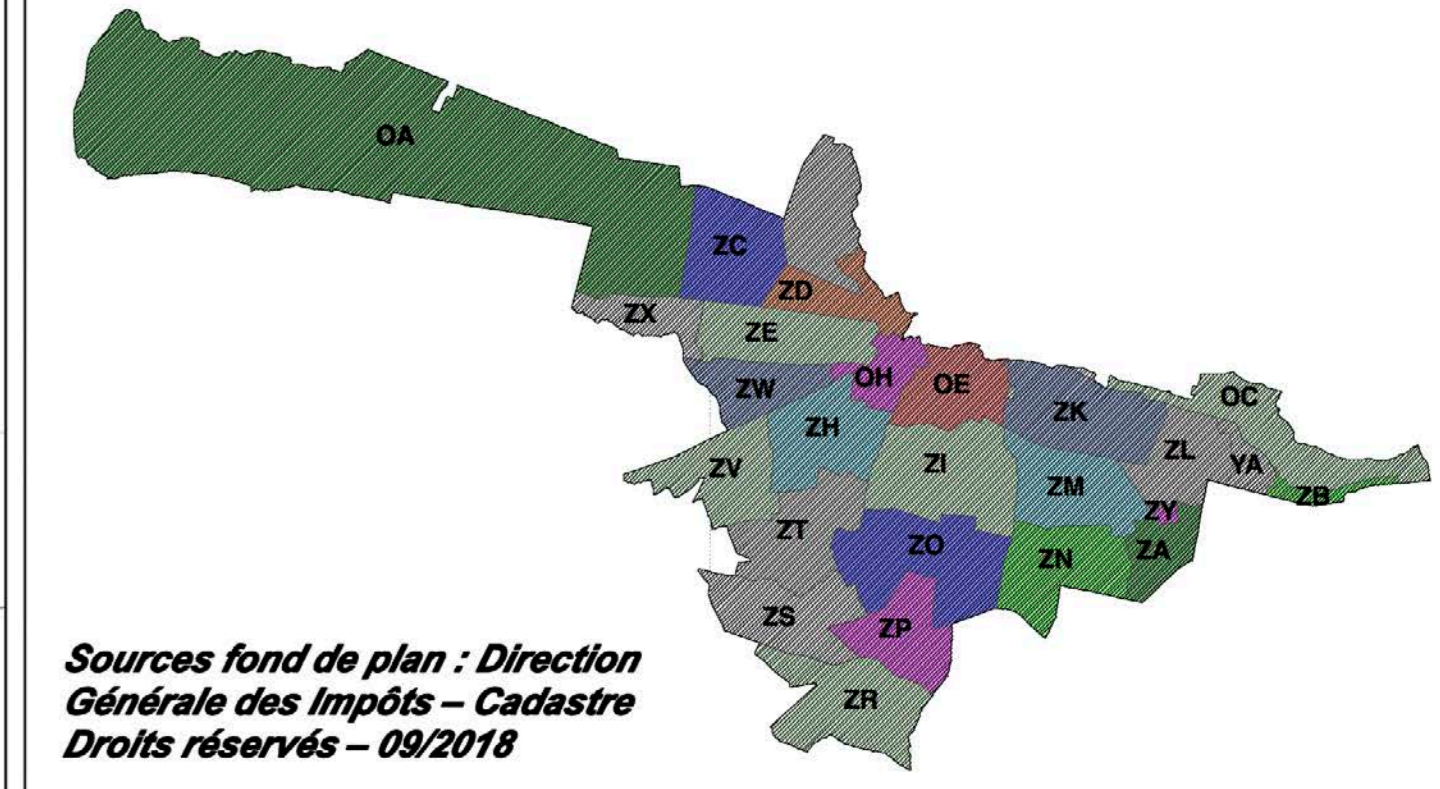 OA
ZC
ZD
ZX
ZE
OH
OE
ZW
OC
ZK
ZH
ZL
ZI
YA
ZV
ZM
ZB
ZY
ZT
ZO
ZA
ZN
ZS
ZP
ZR
Sources fond de plan : Direction
Générale des Impôts – Cadastre
Droits réservés – 09/2018